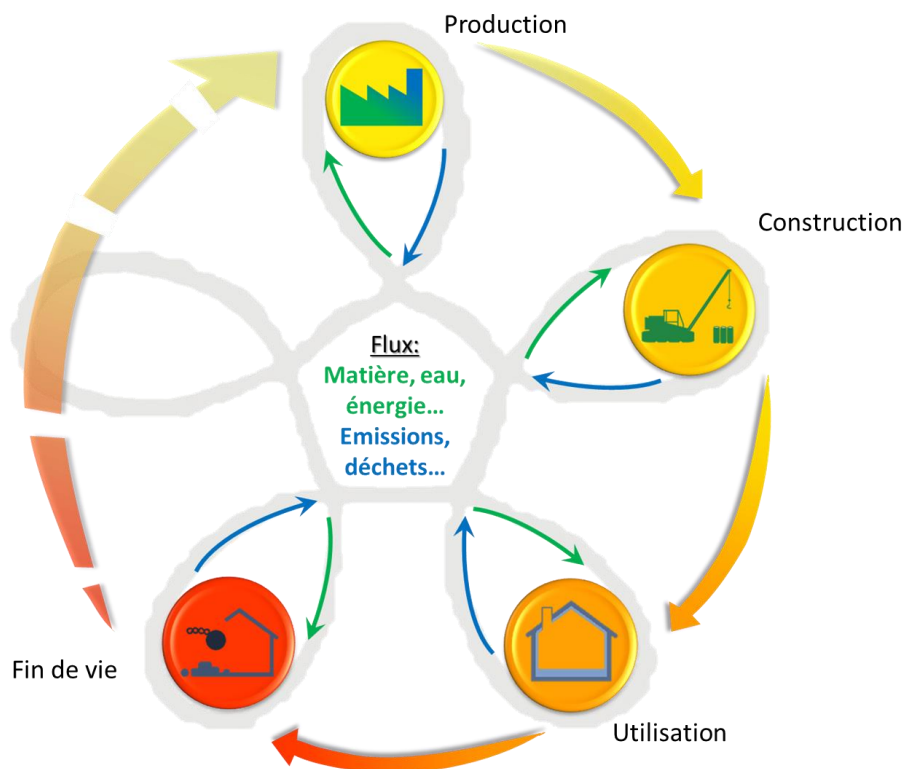 Production
Construction
Flux:
Matière, eau,
énergie...
Emissions,
déchets...
Fin de vie
Utilisation